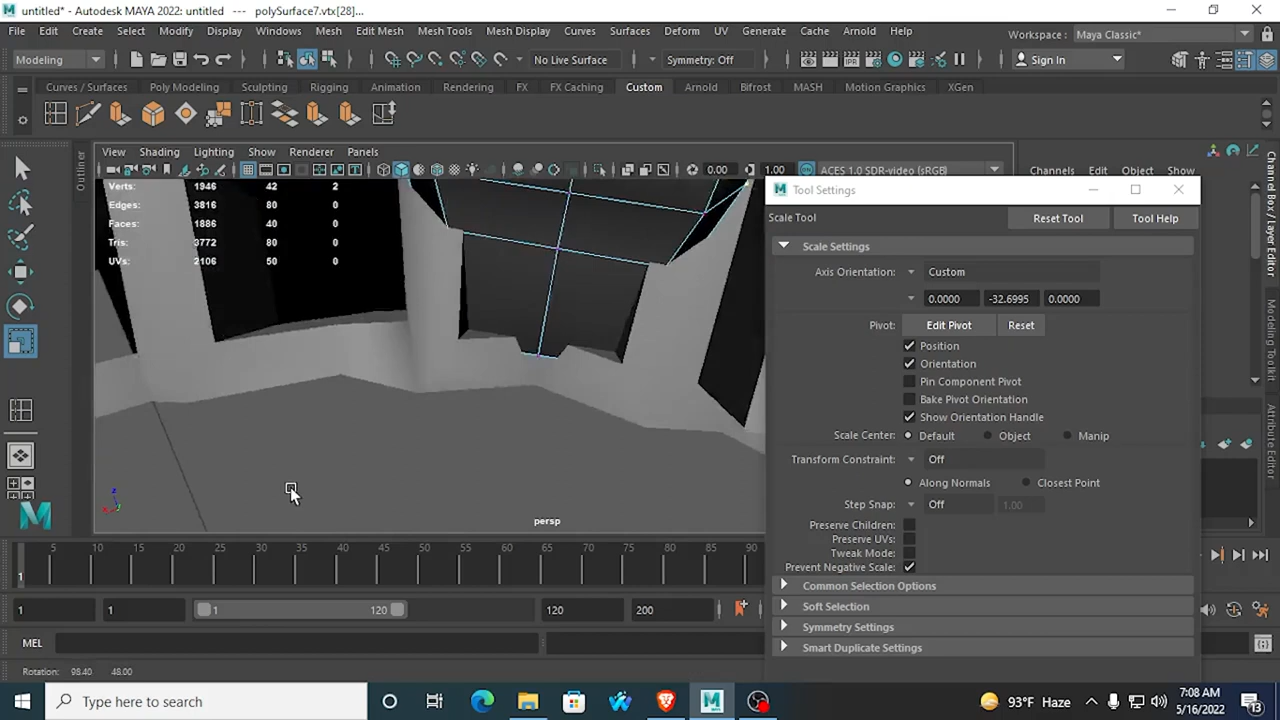 untitled* - Autodesk MAYA 2022: untitled --- polySurface7.vtx[28]...
File Edit Create Select Modify Display Windows Mesh Edit Mesh Mesh Tools Mesh Display Curves Surfaces Deform UV Generate Cache Arnold Help
Workspace : Maya Classic*
Modeling No Live Surface Symmetry: Off Sign In
Curves / Surfaces Poly Modeling Sculpting Rigging Animation Rendering FX FX Caching Custom Arnold Bifrost MASH Motion Graphics XGen
View Shading Lighting Show Renderer Panels
Outliner
0.00 1.00 ACES 1.0 SDR-video (sRGB)
Channels Edit Object Show
Channel Box / Layer Editor
Modeling Toolkit
Attribute Editor
Verts: 1946 42 2
Edges: 3816 80 0
Faces: 1886 40 0
Tris: 3772 80 0
UVs: 2106 50 0
persp
Tool Settings
Scale Tool Reset Tool Tool Help
Scale Settings
Axis Orientation: Custom
0.0000 -32.6995 0.0000
Pivot: Edit Pivot Reset
Position
Orientation
Pin Component Pivot
Bake Pivot Orientation
Show Orientation Handle
Scale Center: Default Object Manip
Transform Constraint: Off
Along Normals Closest Point
Step Snap: Off 1.00
Preserve Children:
Preserve UVs:
Tweak Mode:
Prevent Negative Scale:
Common Selection Options
Soft Selection
Symmetry Settings
Smart Duplicate Settings
5 10 15 20 25 30 35 40 45 50 55 60 65 70 75 80 85 90
1
1 1 1 120 120 200
MEL
Rotation: 98.40 48.00
Type here to search
93°F Haze
7:08 AM
5/16/2022
13